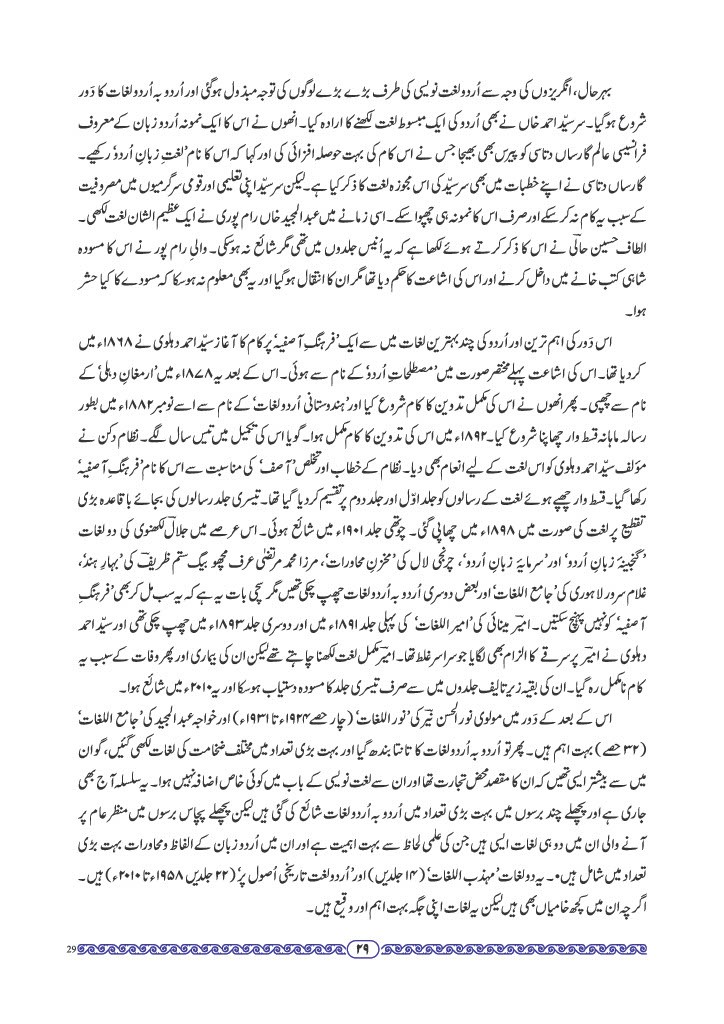 بہرحال، انگریزوں کی وجہ سے اُردو لغت نویسی کی طرف بڑے بڑے لوگوں کی توجہ مبذول ہوگئی اور اُردو بہ اُردو لغات کا دَور
شروع ہوگیا۔ سرسیّد احمد خاں نے بھی اُردو کی ایک مبسوط لغت لکھنے کا ارادہ کیا۔ انھوں نے اس کا ایک نمونہ اُردو زبان کے معروف
فرانسیسی عالم گارساں دتاسی کو پیرس بھی بھیجا جس نے اس کام کی بہت حوصلہ افزائی کی اور کہا کہ اس کا نام ’لغتِ زبانِ اُردو‘ رکھیے۔
گارساں دتاسی نے اپنے خطبات میں بھی سرسیّد کی اس مجوزہ لغت کا ذکر کیا ہے۔ لیکن سرسیّد اپنی تعلیمی اور قومی سرگرمیوں میں مصروفیت
کے سبب یہ کام نہ کرسکے اور صرف اس کا نمونہ ہی چھپوا سکے۔ اسی زمانے میں عبدالمجید خاں رام پوری نے ایک عظیم الشان لغت لکھی۔
الطاف حسین حالیؔ نے اس کا ذکر کرتے ہوئے لکھا ہے کہ یہ اُنیس جلدوں میں تھی مگر شائع نہ ہوسکی۔ والیِ رام پور نے اس کا مسودہ
شاہی کتب خانے میں داخل کرنے اور اس کی اشاعت کا حکم دیا تھا مگر ان کا انتقال ہوگیا اور یہ بھی معلوم نہ ہوسکا کہ مسودے کا کیا حشر
ہوا۔
اس دَور کی اہم ترین اور اُردو کی چند بہترین لغات میں سے ایک ’فرہنگِ آصفیہ‘ پر کام کا آغاز سیّد احمد دہلوی نے ۱۸۶۸ء میں
کردیا تھا۔ اس کی اشاعت پہلے مختصر صورت میں ’مصطلحاتِ اُردو‘ کے نام سے ہوئی۔ اس کے بعد یہ ۱۸۷۸ء میں ’ارمغانِ دہلی‘ کے
نام سے چھپی۔ پھر انھوں نے اس کی مکمل تدوین کا کام شروع کیا اور ’ہندوستانی اُردو لغات‘ کے نام سے اسے نومبر ۱۸۸۲ء میں بطور
رسالہ ماہانہ قسط وار چھاپنا شروع کیا۔ ۱۸۹۲ء میں اس کی تدوین کا کام مکمل ہوا۔ گویا اس کی تکمیل میں تیس سال لگے۔ نظام دکن نے
مؤلف سیّد احمد دہلوی کو اس لغت کے لیے انعام بھی دیا۔ نظام کے خطاب اور تخلص ’آصف‘ کی مناسبت سے اس کا نام ’فرہنگِ آصفیہ‘
رکھا گیا۔ قسط وار چھپے ہوئے لغت کے رسالوں کو جلد اوّل اور جلد دوم پر تقسیم کردیا گیا تھا۔ تیسری جلد رسالوں کی بجائے باقاعدہ بڑی
تقطیع پر لغت کی صورت میں ۱۸۹۸ء میں چھاپی گئی۔ چوتھی جلد ۱۹۰۱ء میں شائع ہوئی۔ اس عرصے میں جلالؔ لکھنوی کی دو لغات
’گنجینۂ زبانِ اُردو‘ اور ’سرمایۂ زبانِ اُردو‘، چرنجی لال کی ’مخزنِ محاورات‘، مرزا محمد مرتضٰی عرف مچھو بیگ ستم ظریفؔ کی ’بہارِ ہند‘،
غلام سرور لاہوری کی ’جامع اللغات‘ اور بعض دوسری اُردو بہ اُردو لغات چھپ چکی تھیں مگر سچی بات یہ ہے کہ یہ سب مل کر بھی ’فرہنگِ
آصفیہ‘ کو نہیں پہنچ سکتیں۔ امیرؔ مینائی کی ’امیر اللغات‘ کی پہلی جلد ۱۸۹۱ء میں اور دوسری جلد ۱۸۹۳ء میں چھپ چکی تھی اور سیّد احمد
دہلوی نے امیرؔ پر سرقے کا الزام بھی لگایا جو سراسر غلط تھا۔ امیرؔ مکمل لغت لکھنا چاہتے تھے لیکن ان کی بیماری اور پھر وفات کے سبب یہ
کام نامکمل رہ گیا۔ ان کی بقیہ زیرِ تالیف جلدوں میں سے صرف تیسری جلد کا مسودہ دستیاب ہوسکا اور یہ ۲۰۱۰ء میں شائع ہوا۔
اس کے بعد کے دَور میں مولوی نورالحسن نیّرؔ کی ’نور اللغات‘ (چار حصے ۱۹۲۴ء تا ۱۹۳۱ء) اور خواجہ عبدالمجید کی ’جامع اللغات‘
(۳۲ حصے) بہت اہم ہیں۔ پھر تو اُردو بہ اُردو لغات کا تانتا بندھ گیا اور بہت بڑی تعداد میں مختلف ضخامت کی لغات لکھی گئیں، گو ان
میں سے بیشتر ایسی تھیں کہ ان کا مقصد محض تجارت تھا اور ان سے لغت نویسی کے باب میں کوئی خاص اضافہ نہیں ہوا۔ یہ سلسلہ آج بھی
جاری ہے اور پچھلے چند برسوں میں بہت بڑی تعداد میں اُردو بہ اُردو لغات شائع کی گئی ہیں لیکن پچھلے پچاس برسوں میں منظرِ عام پر
آنے والی ان میں دو ہی لغات ایسی ہیں جن کی علمی لحاظ سے بہت اہمیت ہے اور ان میں اُردو زبان کے الفاظ و محاورات بہت بڑی
تعداد میں شامل ہیں۰۔ یہ دو لغات ’مہذب اللغات‘ (۱۴ جلدیں) اور ’اُردو لغت تاریخی اُصول پر‘ (۲۲ جلدیں ۱۹۵۸ء تا ۲۰۱۰ء) ہیں۔
اگرچہ ان میں کچھ خامیاں بھی ہیں لیکن یہ لغات اپنی جگہ بہت اہم اور وقیع ہیں۔
29 ۲۹